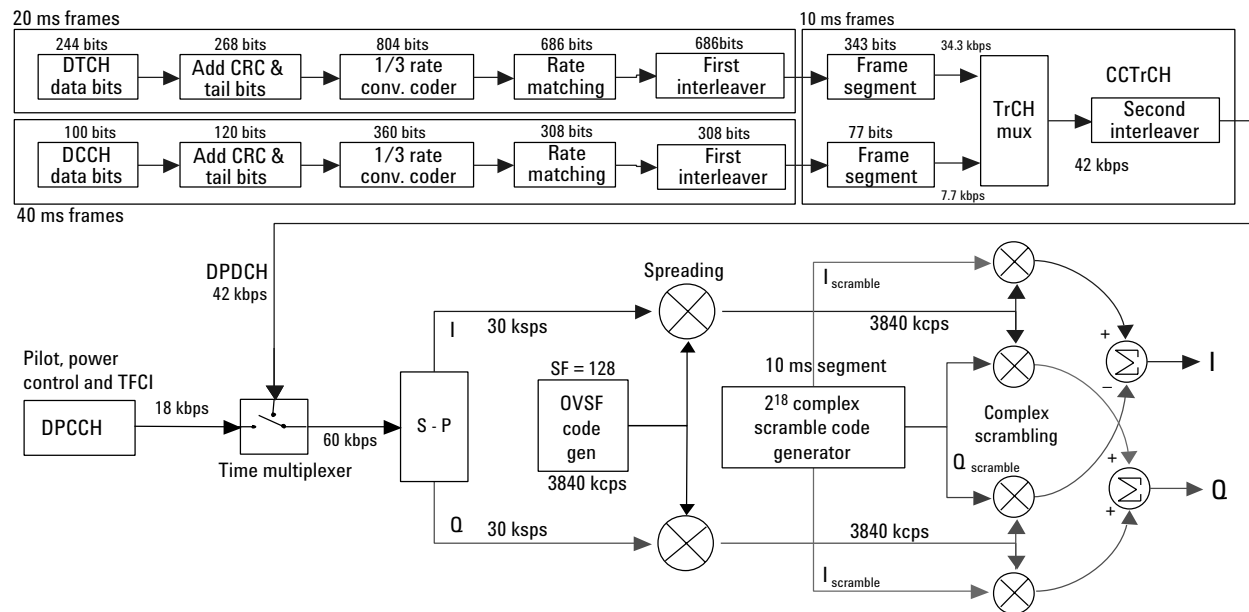 20 ms frames
10 ms frames
244 bits
268 bits
804 bits
686 bits
686bits
343 bits
34.3 kbps
DTCH
data bits
Add CRC &
tail bits
1/3 rate
conv. coder
Rate
matching
First
interleaver
Frame
segment
TrCH
mux
CCTrCH
Second
interleaver
42 kbps
100 bits
120 bits
360 bits
308 bits
308 bits
77 bits
DCCH
data bits
Add CRC &
tail bits
1/3 rate
conv. coder
Rate
matching
First
interleaver
Frame
segment
7.7 kbps
40 ms frames
DPDCH
42 kbps
Spreading
I scramble
I
30 ksps
3840 kcps
Pilot, power
control and TFCI
DPCCH
18 kbps
Time multiplexer
60 kbps
S - P
SF = 128
OVSF
code
gen
3840 kcps
10 ms segment
218 complex
scramble code
generator
Complex
scrambling
Q scramble
+
Σ
−
I
+
Σ
+
Q
Q
30 ksps
3840 kcps
I scramble